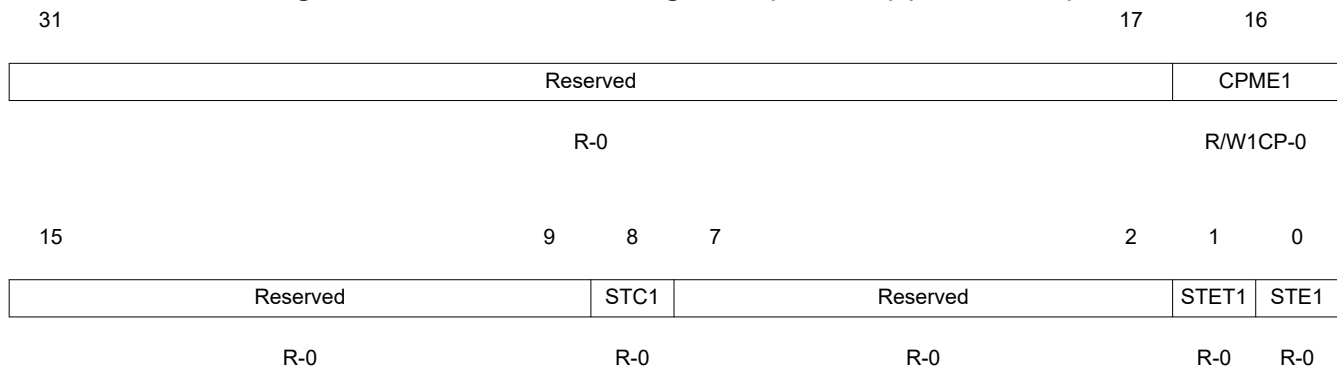 31 17 16
Reserved CPME1
R-0 R/W1CP-0
15 9 8 7 2 1 0
Reserved STC1 Reserved STET1 STE1
R-0 R-0 R-0 R-0 R-0